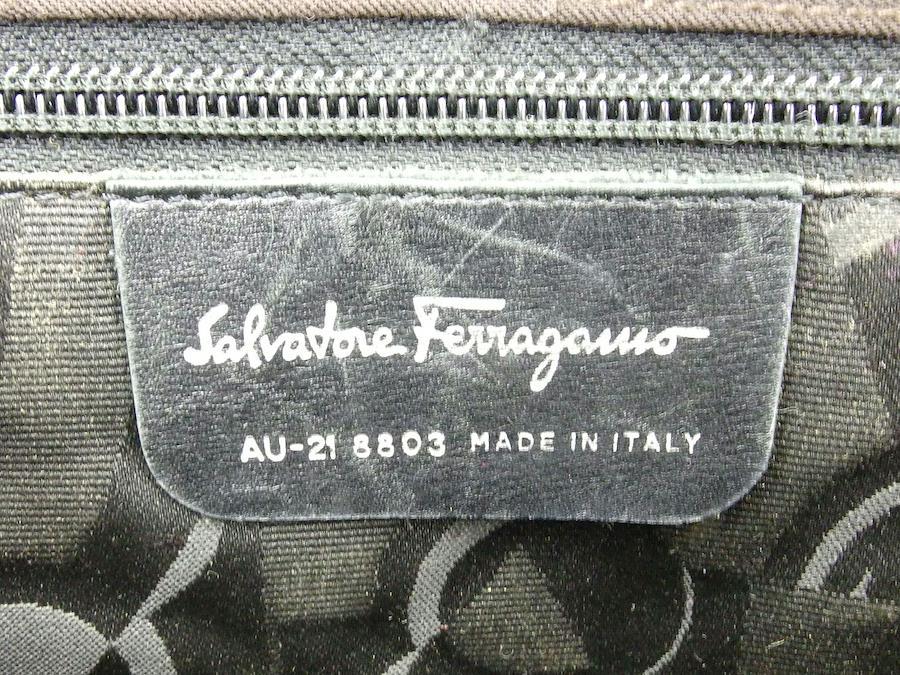 Salvatore Ferragamo
AU-21 8803 MADE IN ITALY